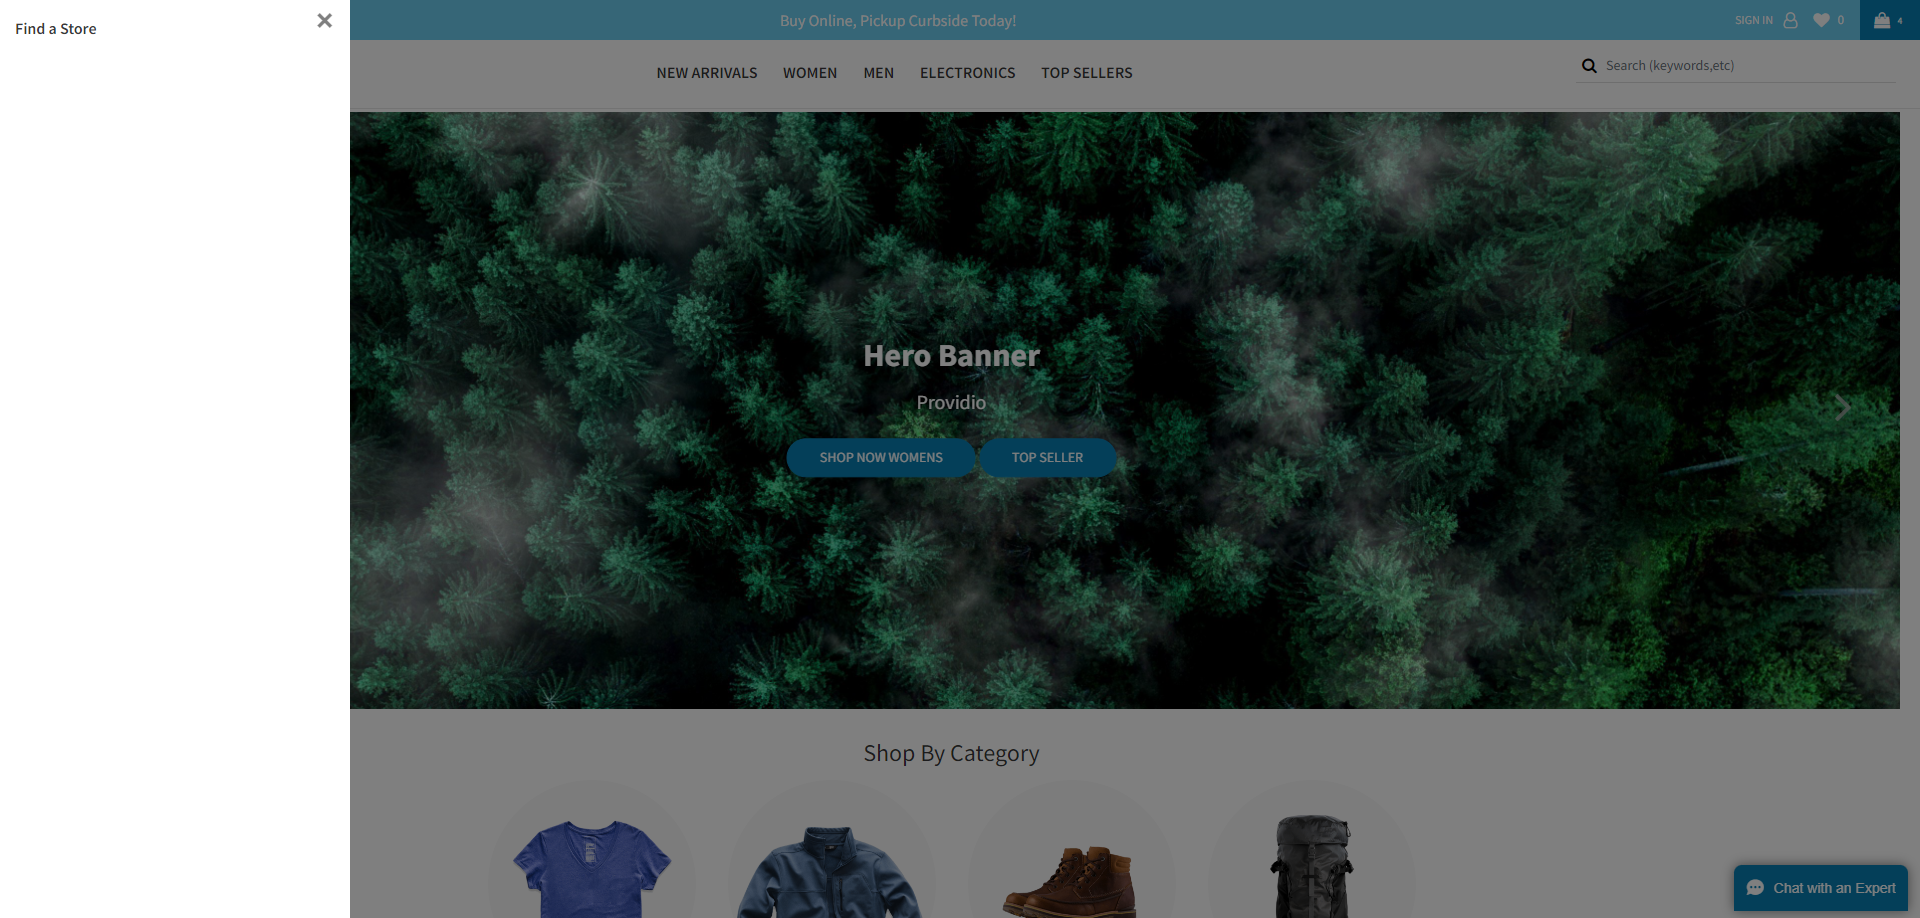 Find a Store
Buy Online, Pickup Curbside Today!
SIGN IN
0
4
NEW ARRIVALS WOMEN MEN ELECTRONICS TOP SELLERS
Search (keywords,etc)
Hero Banner
Providio
SHOP NOW WOMENS
TOP SELLER
Shop By Category
Chat with an Expert